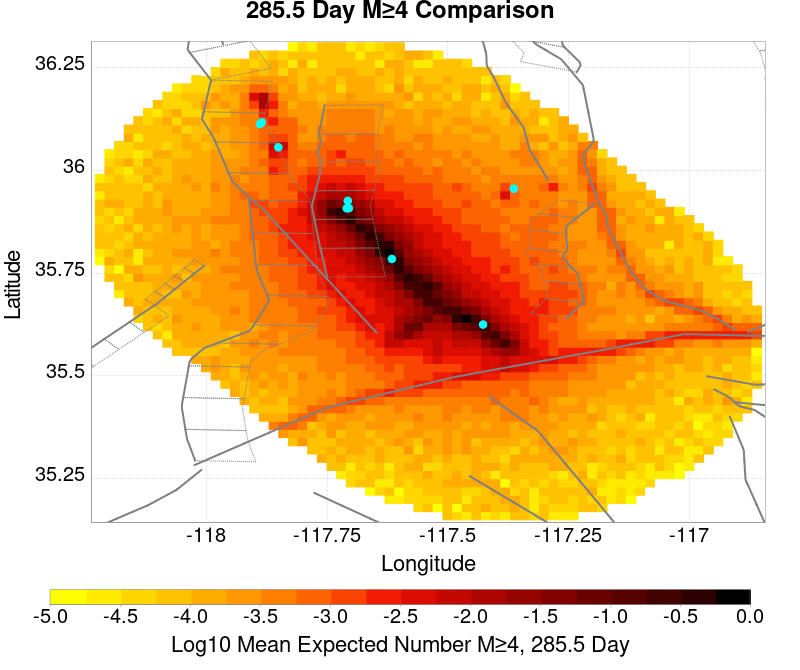 285.5 Day M≥4 Comparison
36.25
36
35.75
35.5
35.25
Latitude
-118 -117.75 -117.5 -117.25 -117
Longitude
-5.0 -4.5 -4.0 -3.5 -3.0 -2.5 -2.0 -1.5 -1.0 -0.5 0.0
Log10 Mean Expected Number M≥4, 285.5 Day